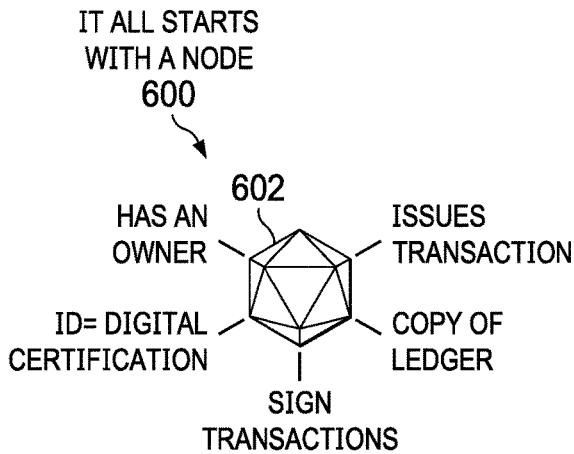 IT ALL STARTS
WITH A NODE
600
602
HAS AN
OWNER
ISSUES
TRANSACTION
ID= DIGITAL
CERTIFICATION
COPY OF
LEDGER
SIGN
TRANSACTIONS